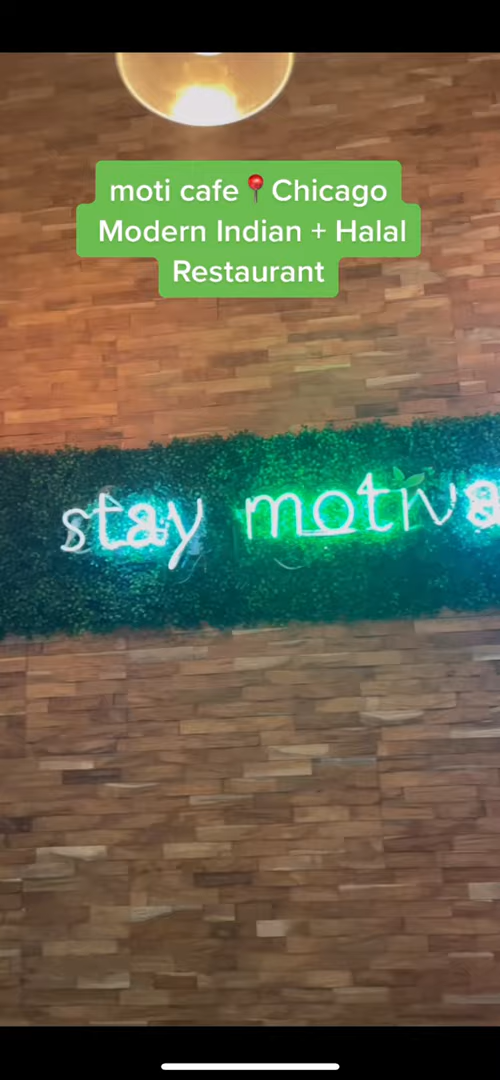 moti cafe📍Chicago
Modern Indian + Halal
Restaurant
stay motiva